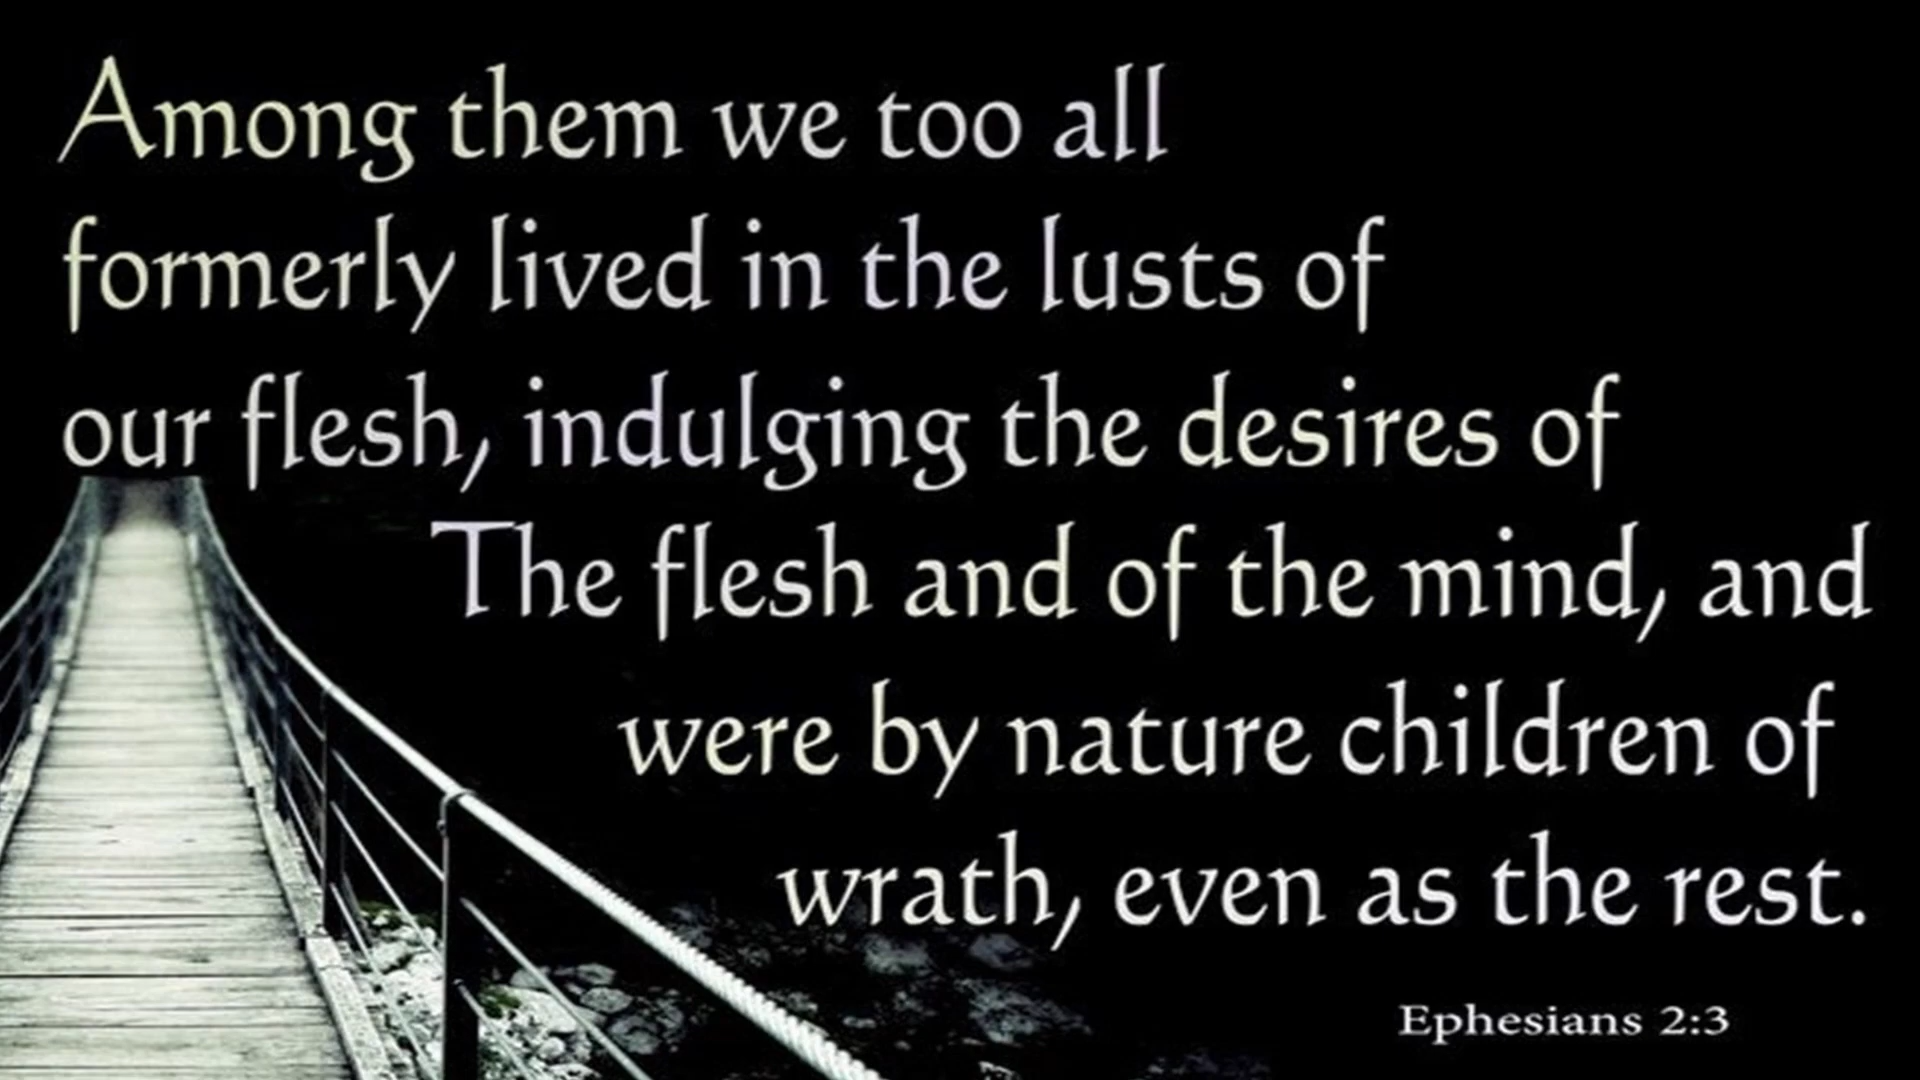 Among them we too all
formerly lived in the lusts of
our flesh, indulging the desires of
The flesh and of the mind, and
were by nature children of
wrath, even as the rest.
Ephesians 2:3